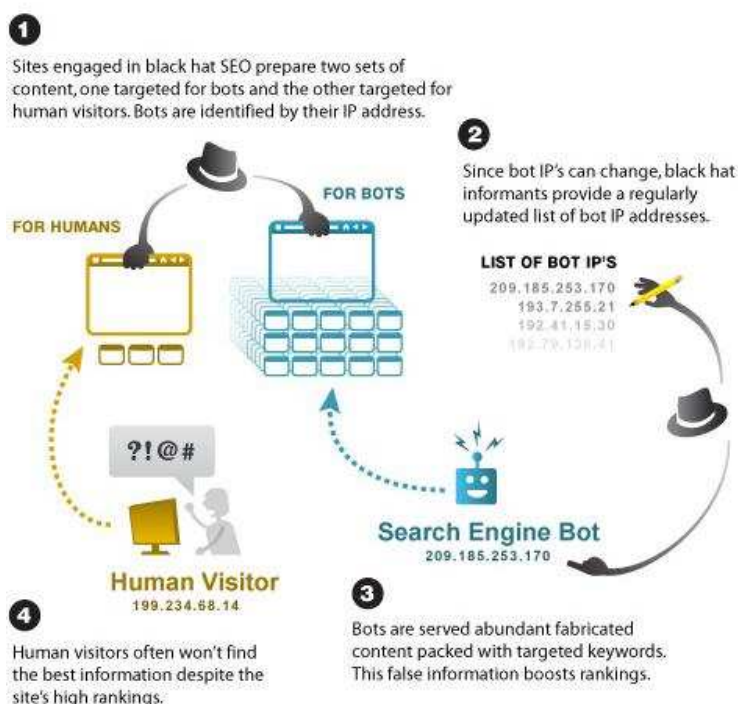 1
Sites engaged in black hat SEO prepare two sets of
content, one targeted for bots and the other targeted for
human visitors. Bots are identified by their IP address.
FOR HUMANS
FOR BOTS
2
Since bot IP's can change, black hat
informants provide a regularly
updated list of bot IP addresses.
LIST OF BOT IP'S
209.185.253.170
193.7.255.21
192.41.15.30
192.79.138.41
?!@#
Search Engine Bot
209.185.253.170
Human Visitor
199.234.68.14
3
Bots are served abundant fabricated
content packed with targeted keywords.
This false information boosts rankings.
4
Human visitors often won't find
the best information despite the
site's high rankings.